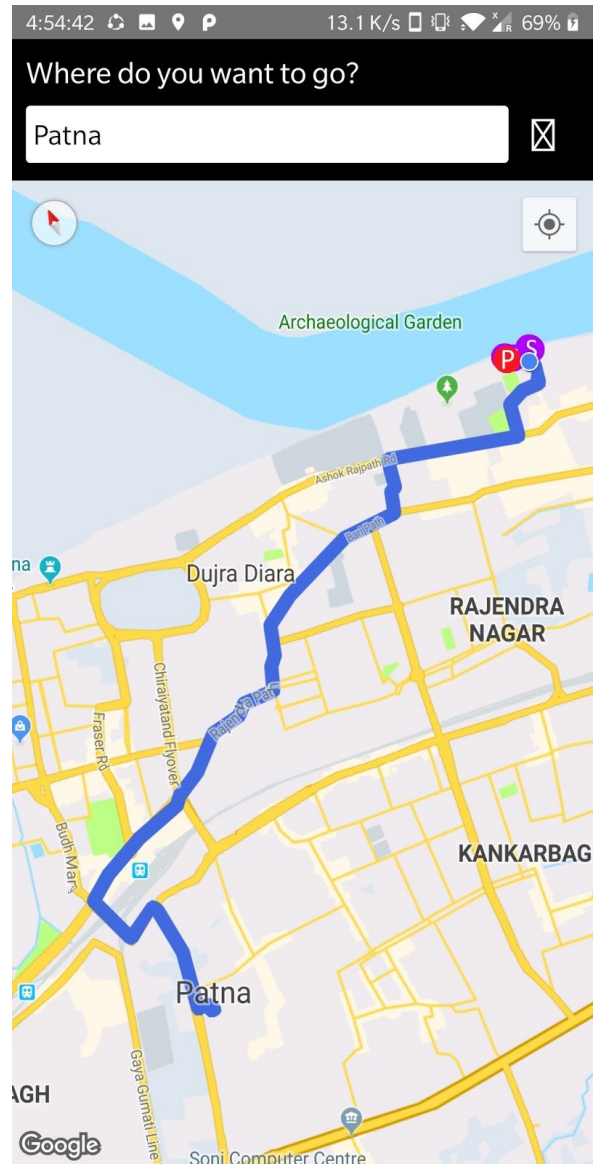 4:54:42 P 13.1 K/s x R 69%
Where do you want to go?
Patna
Archaeological Garden
P S
Ashok Rajpath Rd
Bari Path
na
Dujra Diara
RAJENDRA
NAGAR
Chiraiyatand Flyover
Rajendra Path
Fraser Rd
Budh Marg
KANKARBAG
Patna
Gaya Gumati Line
AGH
Google
Soni Computer Centre